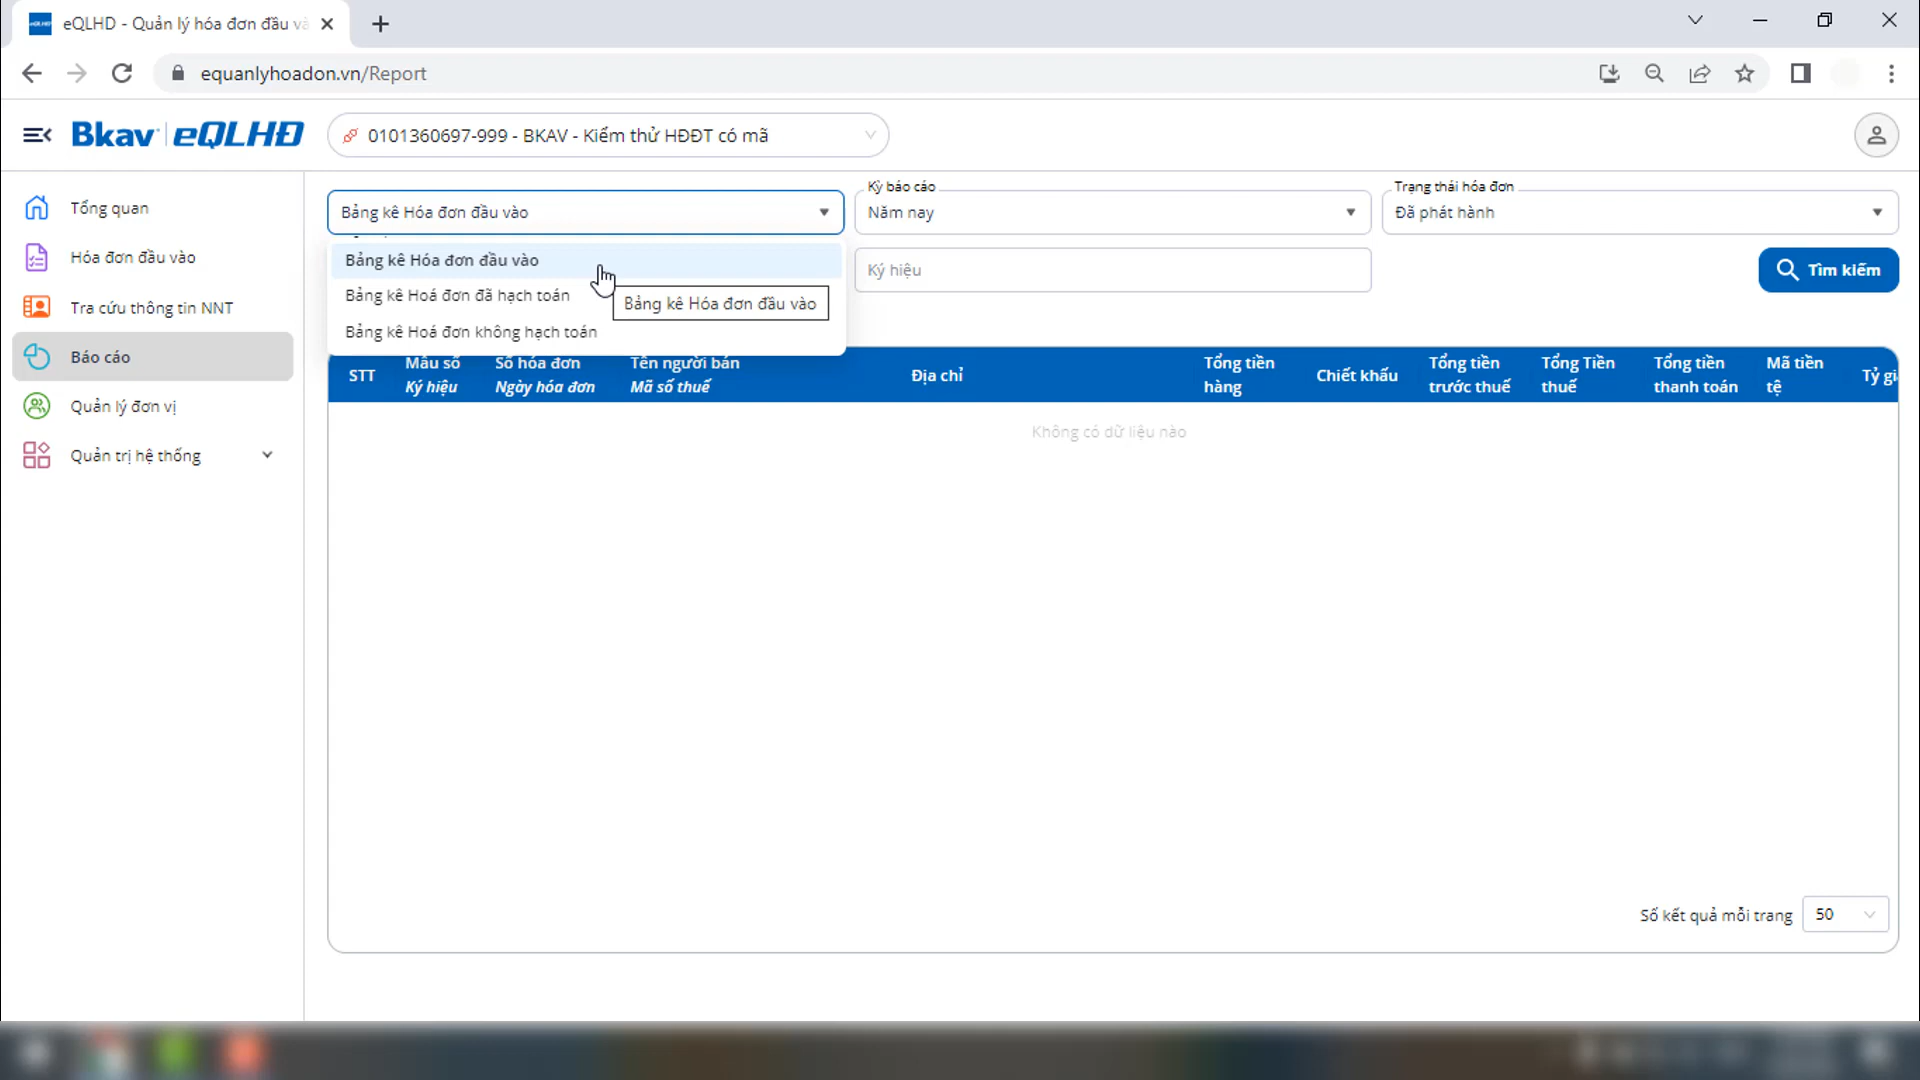 eQLHD - Quản lý hóa đơn đầu và
equanlyhoadon.vn/Report
Bkav eQLHĐ
0101360697-999 - BKAV - Kiểm thử HĐĐT có mã
Tổng quan
Hóa đơn đầu vào
Tra cứu thông tin NNT
Báo cáo
Quản lý đơn vị
Quản trị hệ thống
Bảng kê Hóa đơn đầu vào
Kỳ báo cáo
Năm nay
Trạng thái hóa đơn
Đã phát hành
Bảng kê Hóa đơn đầu vào
Bảng kê Hoá đơn đã hạch toán
Bảng kê Hoá đơn không hạch toán
Bảng kê Hóa đơn đầu vào
Ký hiệu
Tìm kiếm
STT
Mẫu số
Ký hiệu
Số hóa đơn
Ngày hóa đơn
Tên người bán
Mã số thuế
Địa chỉ
Tổng tiền
hàng
Chiết khấu
Tổng tiền
trước thuế
Tổng Tiền
thuế
Tổng tiền
thanh toán
Mã tiền
tệ
Tỷ gi
Không có dữ liệu nào
Số kết quả mỗi trang
50